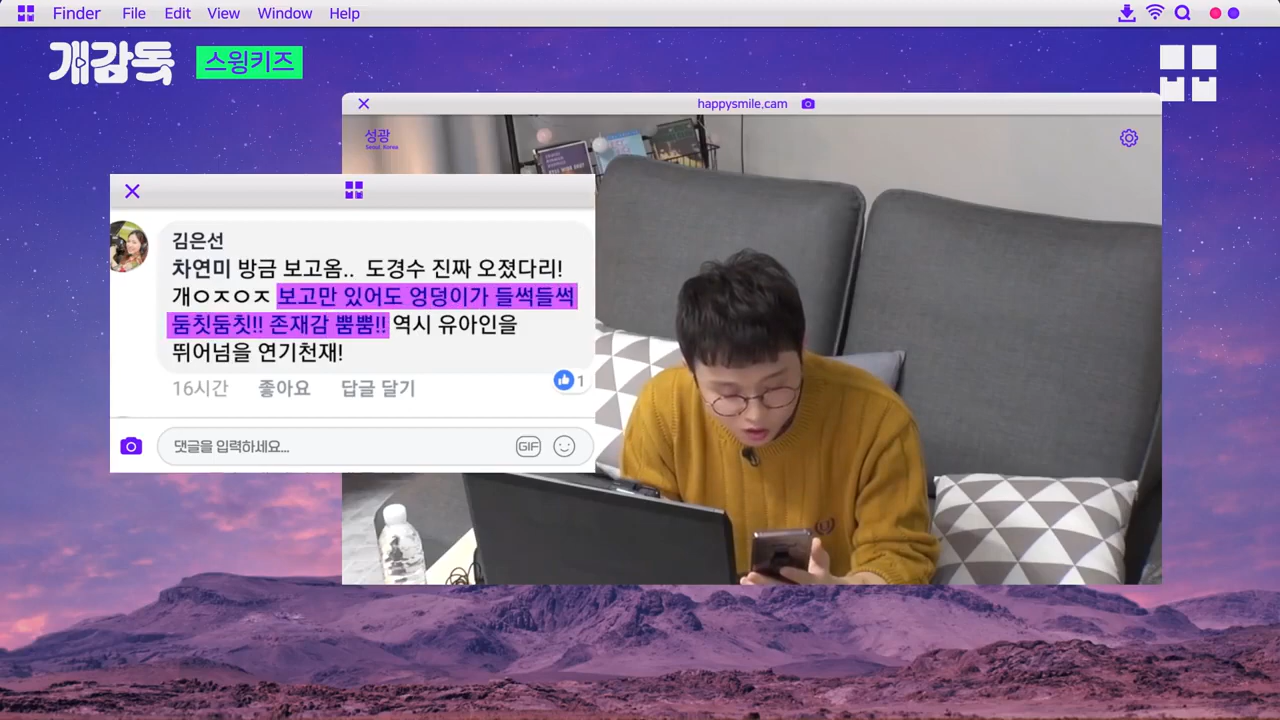 Finder File Edit View Window Help
개감독 스윙키즈
happysmile.cam
성광
Seoul Korea
김은선
차연미 방금 보고옴.. 도경수 진짜 오졌다리!
개ㅇㅈㅇㅈ 보고만 있어도 엉덩이가 들썩들썩
둠칫둠칫!! 존재감 뿜뿜!! 역시 유아인을
뛰어넘을 연기천재!
16시간 좋아요 답글 달기 1
댓글을 입력하세요... GIF